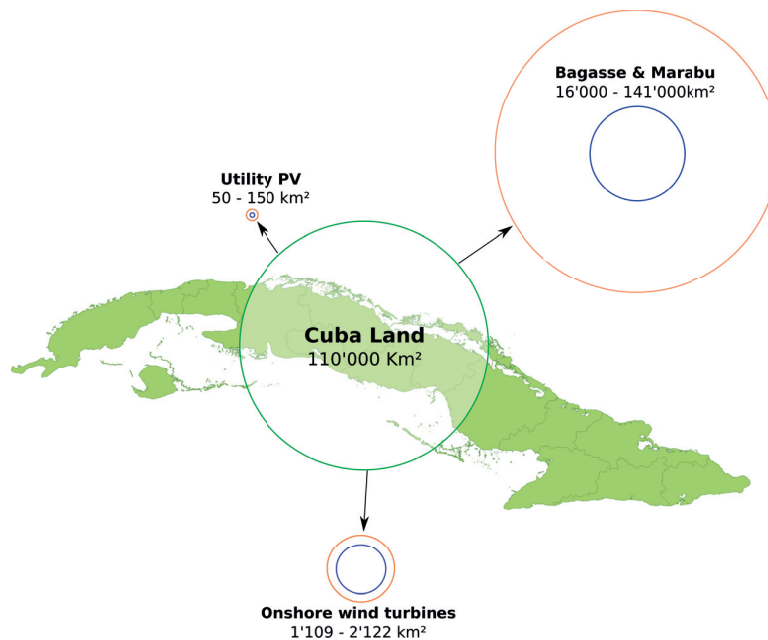 Bagasse & Marabu
16'000 - 141'000km²
Utility PV
50 - 150 km²
Cuba Land
110'000 Km²
Onshore wind turbines
1'109 - 2'122 km²